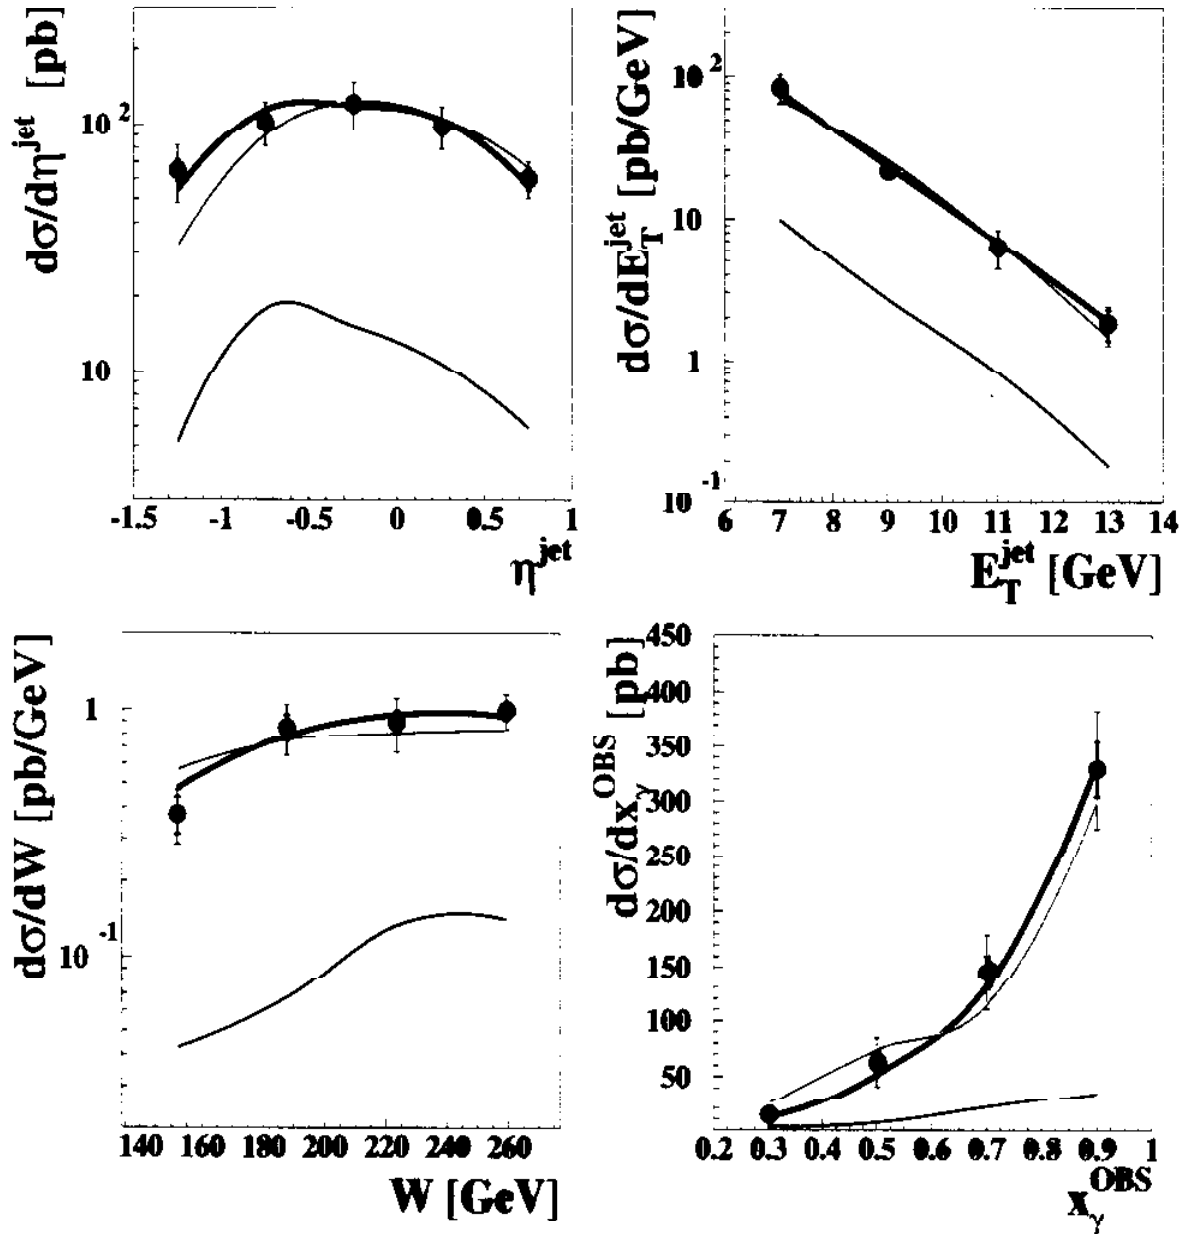 dσ/dη^jet [pb]
10^2
10
-1.5 -1 -0.5 0 0.5 1
η^jet
dσ/dE_T^jet [pb/GeV]
10^2
10
1
10^-1
6 7 8 9 10 11 12 13 14
E_T^jet [GeV]
dσ/dW [pb/GeV]
1
10^-1
140 160 180 200 220 240 260
W [GeV]
dσ/dx_γ^OBS [pb]
450
400
350
300
250
200
150
100
50
0.2 0.3 0.4 0.5 0.6 0.7 0.8 0.9 1
x_γ^OBS